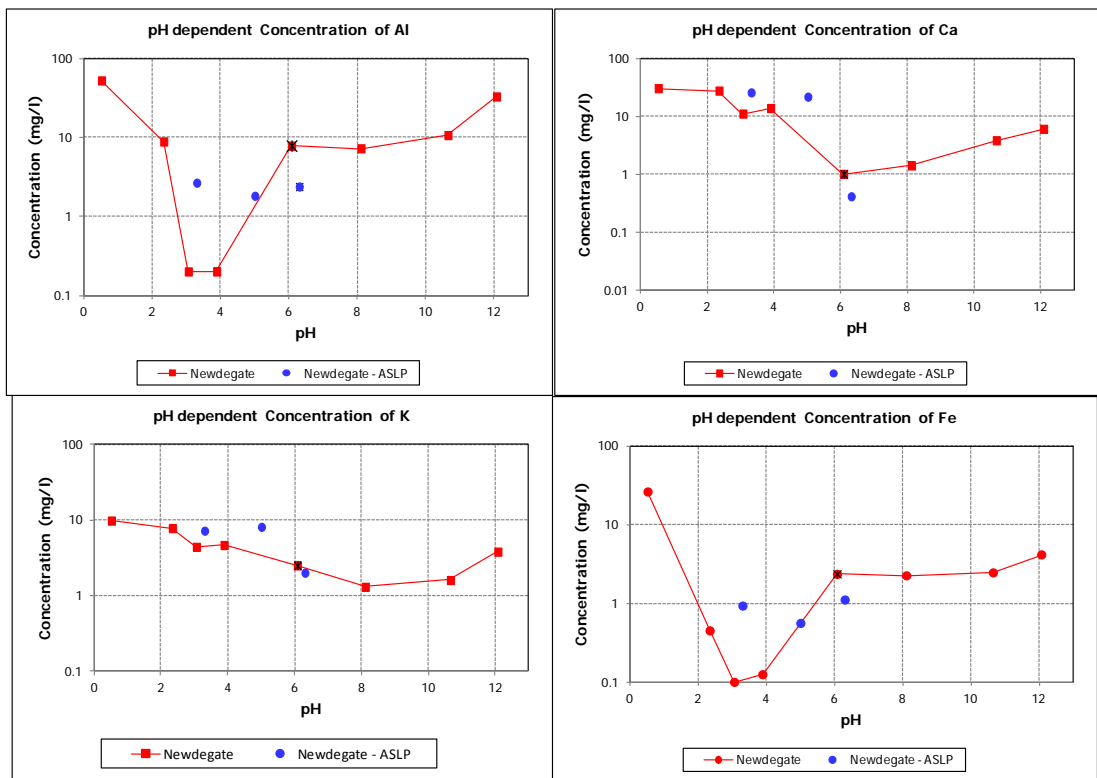 pH dependent Concentration of Al
Concentration (mg/l)
100
10
1
0.1
0 2 4 6 8 10 12
pH
Newdegate Newdegate - ASLP
pH dependent Concentration of Ca
Concentration (mg/l)
100
10
1
0.1
0.01
0 2 4 6 8 10 12
pH
Newdegate Newdegate - ASLP
pH dependent Concentration of K
Concentration (mg/l)
100
10
1
0.1
0 2 4 6 8 10 12
pH
Newdegate Newdegate - ASLP
pH dependent Concentration of Fe
Concentration (mg/l)
100
10
1
0.1
0 2 4 6 8 10 12
pH
Newdegate Newdegate - ASLP